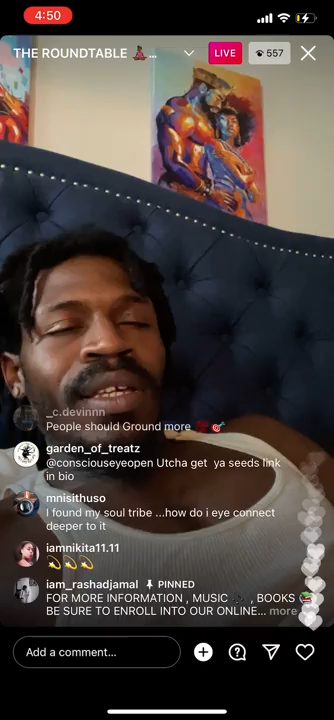 4:50
THE ROUNDTABLE 🧘🏾‍♀️...
LIVE
557
_c.devinnn
People should Ground more 💯 🎯
garden_of_treatz
@consciouseyeopen Utcha get ya seeds link
in bio
mnisithuso
I found my soul tribe ...how do i eye connect
deeper to it
iamnikita11.11
💫💫💫
iam_rashadjamal PINNED
FOR MORE INFORMATION , MUSIC 🎶 , BOOKS 📚
BE SURE TO ENROLL INTO OUR ONLINE... more
Add a comment...